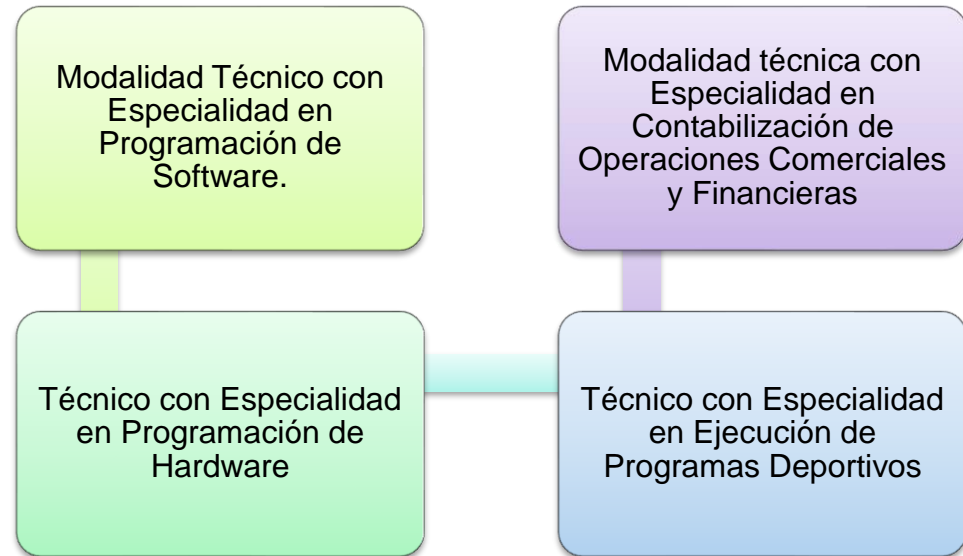 Modalidad Técnico con
Especialidad en
Programación de
Software.
Técnico con Especialidad
en Programación de
Hardware
Técnico con Especialidad
en Ejecución de
Programas Deportivos
Modalidad técnica con
Especialidad en
Contabilización de
Operaciones Comerciales
y Financieras